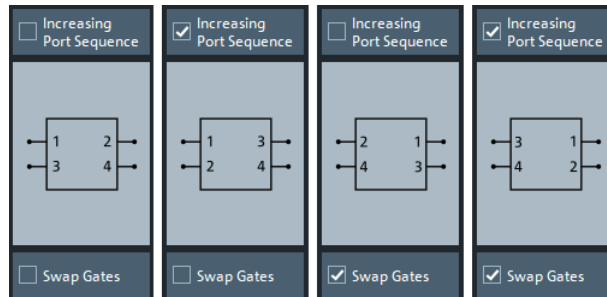 Increasing
Port Sequence
1 2
3 4
Swap Gates
Increasing
Port Sequence
1 3
2 4
Swap Gates
Increasing
Port Sequence
2 1
4 3
Swap Gates
Increasing
Port Sequence
3 1
4 2
Swap Gates